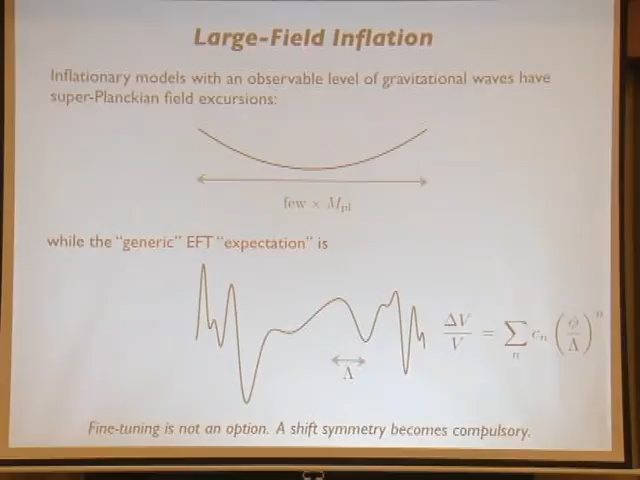 Large-Field Inflation
Inflationary models with an observable level of gravitational waves have
super-Planckian field excursions:
few × M_pl
while the "generic" EFT "expectation" is
ΔV/V = ∑_n c_n (ϕ/Λ)^n
Λ
Fine-tuning is not an option. A shift symmetry becomes compulsory.